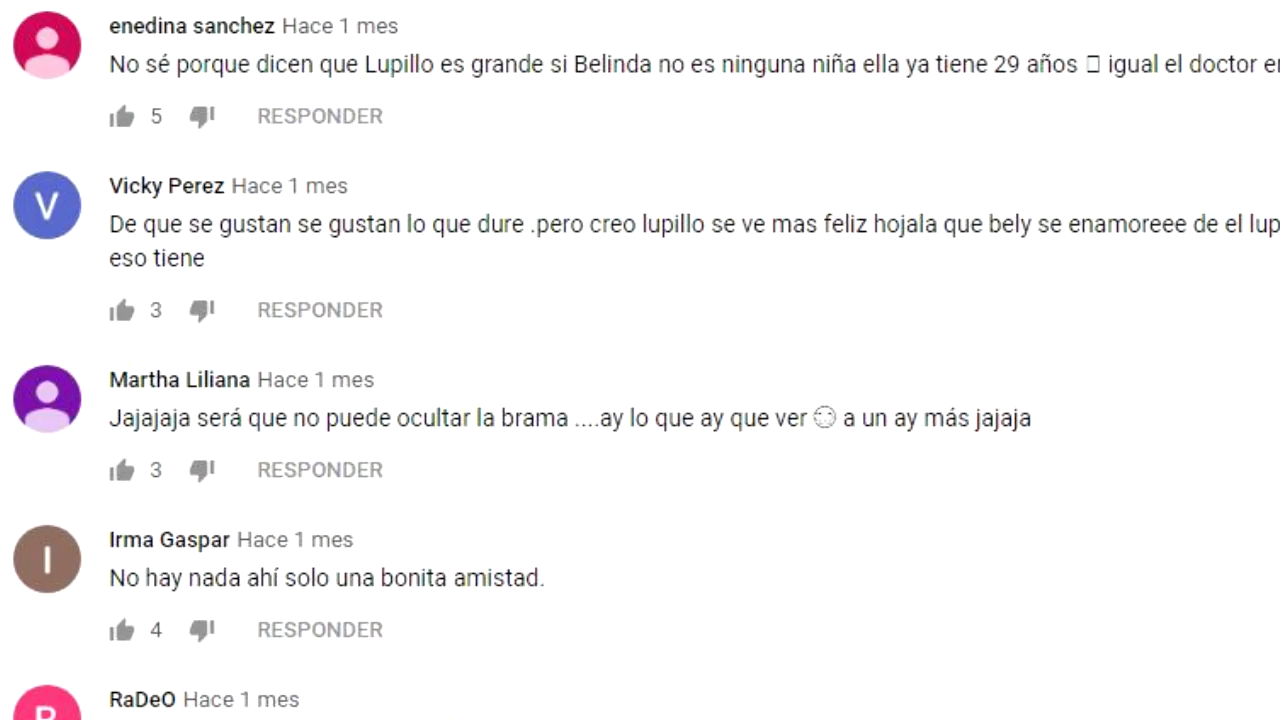 enedina sanchez Hace 1 mes
No sé porque dicen que Lupillo es grande si Belinda no es ninguna niña ella ya tiene 29 años igual el doctor
5 RESPONDER
V
Vicky Perez Hace 1 mes
De que se gustan se gustan lo que dure .pero creo lupillo se ve mas feliz hojala que bely se enamoreee de el
eso tiene
3 RESPONDER
Martha Liliana Hace 1 mes
Jajajaja será que no puede ocultar la brama ....ay lo que ay que ver a un ay más jajaja
3 RESPONDER
I
Irma Gaspar Hace 1 mes
No hay nada ahí solo una bonita amistad.
4 RESPONDER
R
RaDeO Hace 1 mes